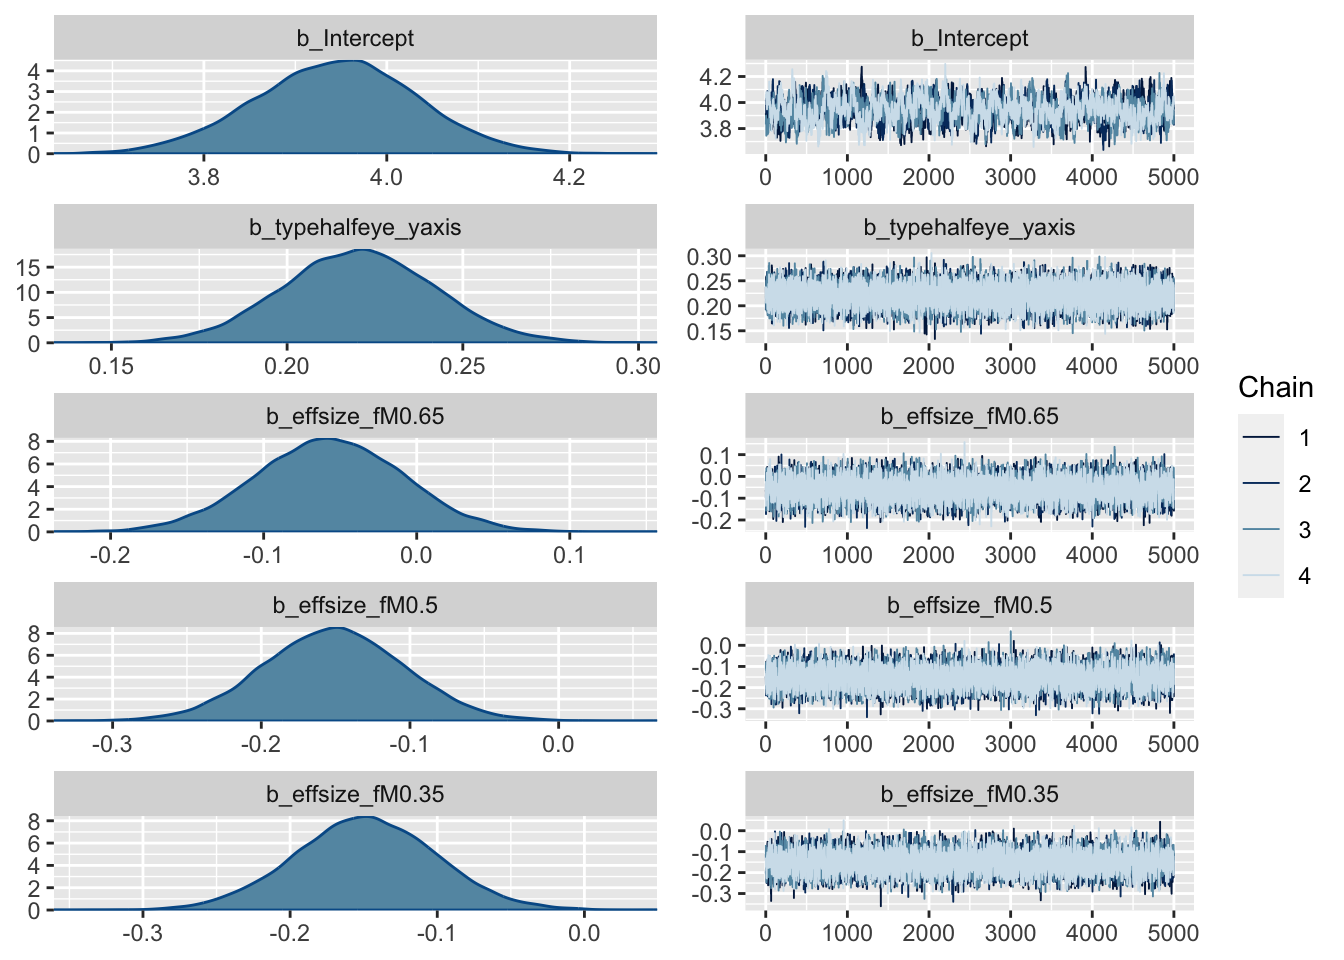 b_Intercept
4
3
2
1
0
3.8 4.0 4.2
b_Intercept
4.2
4.0
3.8
0 1000 2000 3000 4000 5000
b_typehalfeye_yaxis
15
10
5
0
0.15 0.20 0.25 0.30
b_typehalfeye_yaxis
0.30
0.25
0.20
0.15
0 1000 2000 3000 4000 5000
b_effsize_fM0.65
8
6
4
2
0
-0.2 -0.1 0.0 0.1
b_effsize_fM0.65
0.1
0.0
-0.1
-0.2
0 1000 2000 3000 4000 5000
b_effsize_fM0.5
8
6
4
2
0
-0.3 -0.2 -0.1 0.0
b_effsize_fM0.5
0.0
-0.1
-0.2
-0.3
0 1000 2000 3000 4000 5000
b_effsize_fM0.35
8
6
4
2
0
-0.3 -0.2 -0.1 0.0
b_effsize_fM0.35
0.0
-0.1
-0.2
-0.3
0 1000 2000 3000 4000 5000
Chain
1
2
3
4